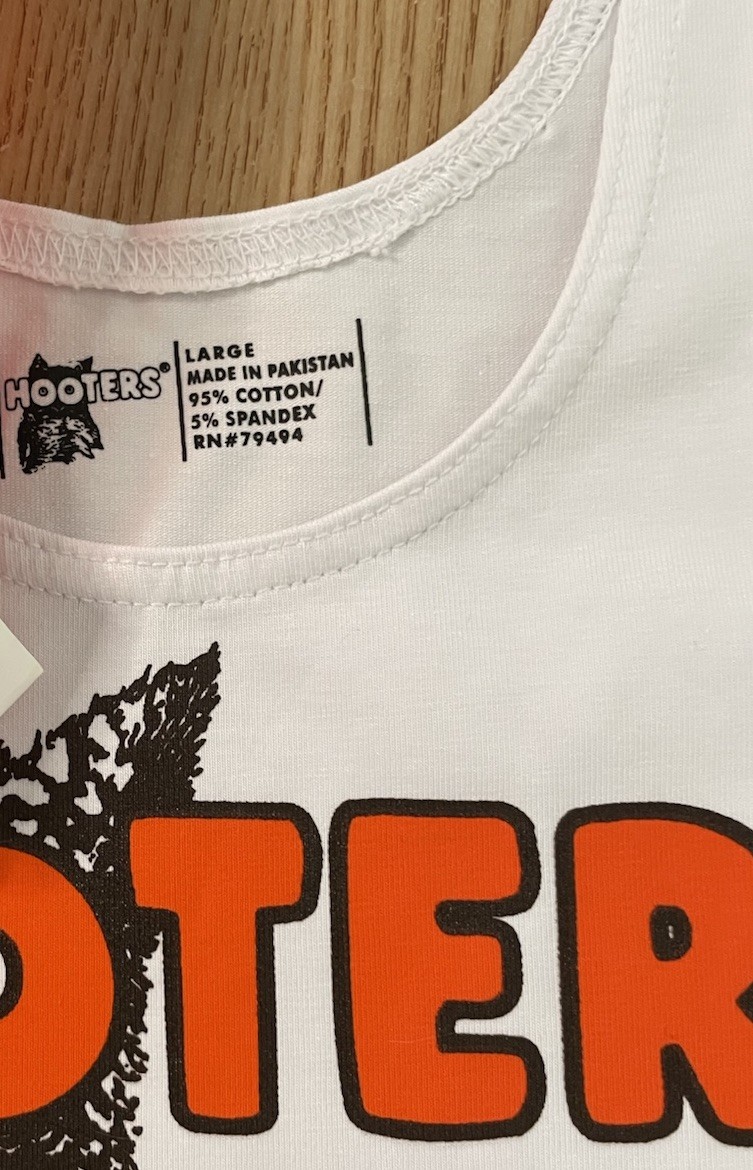 HOOTERS®
LARGE
MADE IN PAKISTAN
95% COTTON/
5% SPANDEX
RN#79494
OTER